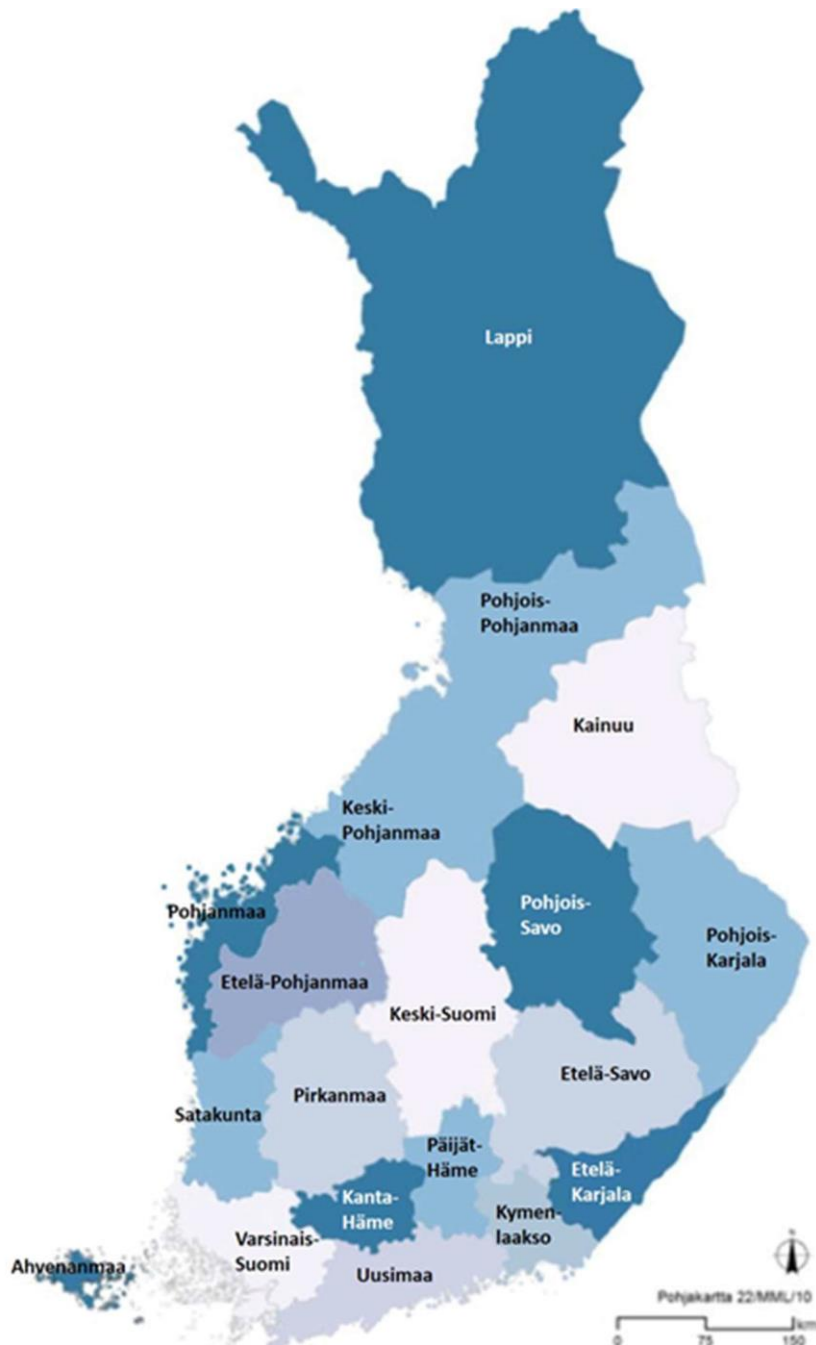 Lappi
Pohjois-
Pohjanmaa
Kainuu
Keski-
Pohjanmaa
Pohjanmaa
Pohjois-
Savo
Pohjois-
Karjala
Etelä-Pohjanmaa
Keski-Suomi
Etelä-Savo
Pirkanmaa
Satakunta
Päijät-
Häme
Etelä-
Karjala
Kanta-
Häme
Kymen-
laakso
Varsinais-
Suomi
Ahvenanmaa
Uusimaa
N
Pohjakartta 22/MML/10
km
0 75 150